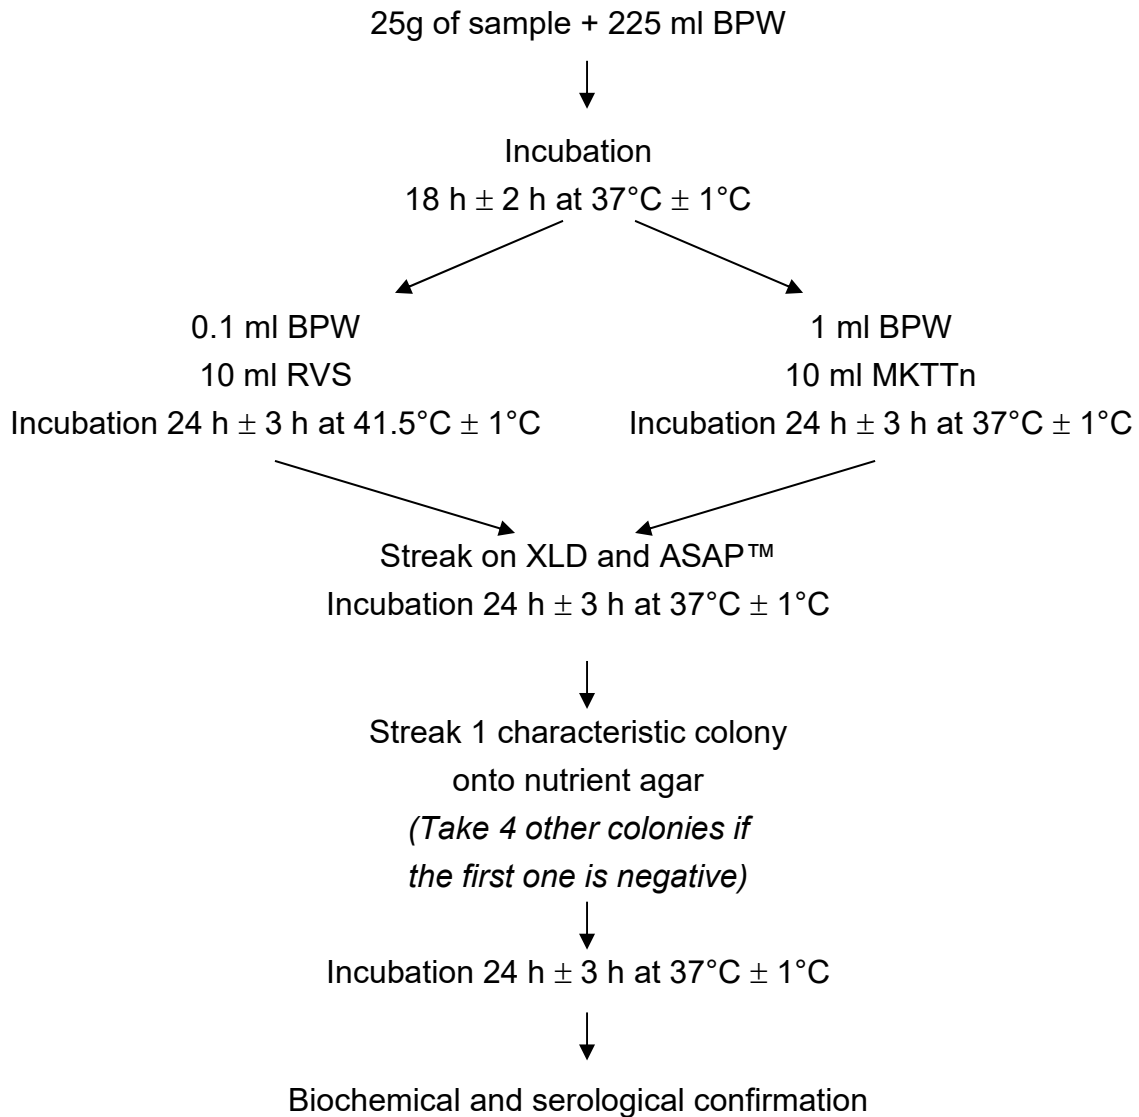 25g of sample + 225 ml BPW
Incubation
18 h ± 2 h at 37°C ± 1°C
0.1 ml BPW
10 ml RVS
Incubation 24 h ± 3 h at 41.5°C ± 1°C
1 ml BPW
10 ml MKTTn
Incubation 24 h ± 3 h at 37°C ± 1°C
Streak on XLD and ASAP™
Incubation 24 h ± 3 h at 37°C ± 1°C
Streak 1 characteristic colony
onto nutrient agar
(Take 4 other colonies if
the first one is negative)
Incubation 24 h ± 3 h at 37°C ± 1°C
Biochemical and serological confirmation